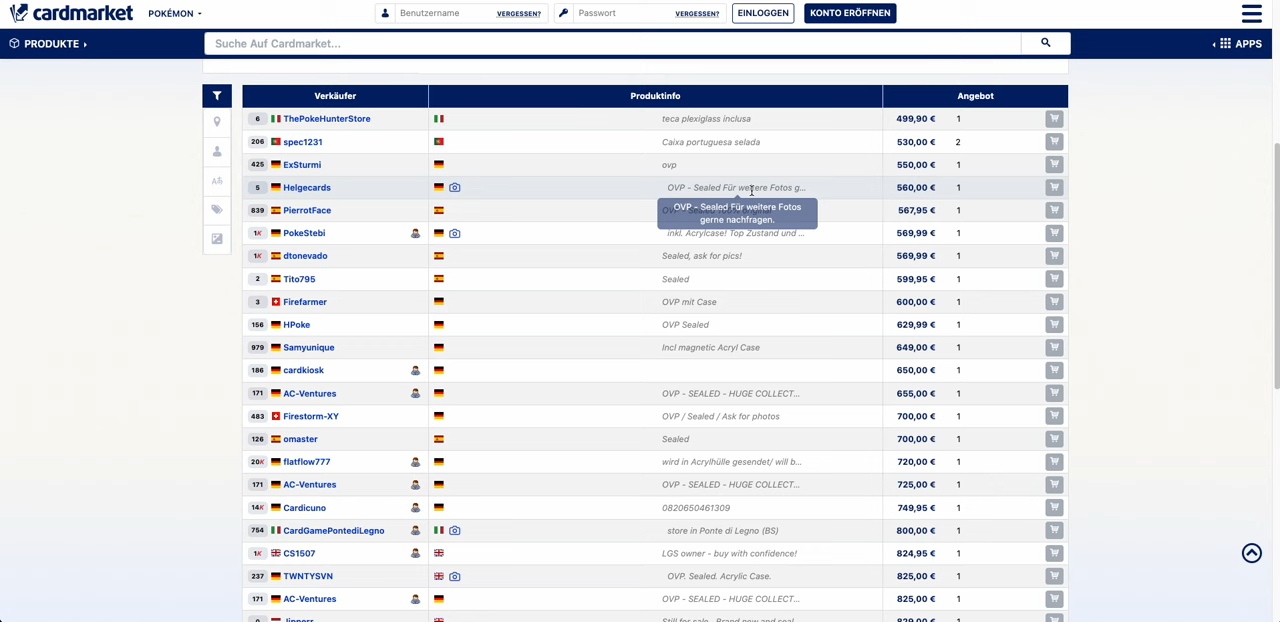 cardmarket POKÉMON Benutzername VERGESSEN? Passwort VERGESSEN? EINLOGGEN KONTO ERÖFFNEN
PRODUKTE Suche Auf Cardmarket... APPS
Verkäufer Produktinfo Angebot
6 ThePokeHunterStore teca plexiglass inclusa 499,90 € 1
206 spec1231 Caixa portuguesa selada 530,00 € 2
425 ExSturmi ovp 550,00 € 1
5 Helgecards OVP - Sealed Für weitere Fotos g... 560,00 € 1
OVP - Sealed Für weitere Fotos
gerne nachfragen.
839 PierrotFace 567,95 € 1
1K PokeStebi inkl. Acrylcase! Top Zustand und ... 569,99 € 1
1K dtonevado Sealed, ask for pics! 569,99 € 1
2 Tito795 Sealed 599,95 € 1
3 Firefarmer OVP mit Case 600,00 € 1
156 HPoke OVP Sealed 629,99 € 1
979 Samyunique Incl magnetic Acryl Case 649,00 € 1
186 cardkiosk 650,00 € 1
171 AC-Ventures OVP - SEALED - HUGE COLLECT... 655,00 € 1
483 Firestorm-XY OVP / Sealed / Ask for photos 700,00 € 1
126 omaster Sealed 700,00 € 1
20K flatflow777 wird in Acrylhülle gesendet/ will b... 720,00 € 1
171 AC-Ventures OVP - SEALED - HUGE COLLECT... 725,00 € 1
14K Cardicuno 0820650461309 749,95 € 1
754 CardGamePontediLegno store in Ponte di Legno (BS) 800,00 € 1
1K CS1507 LGS owner - buy with confidence! 824,95 € 1
237 TWNTYSVN OVP. Sealed. Acrylic Case. 825,00 € 1
171 AC-Ventures OVP - SEALED - HUGE COLLECT... 825,00 € 1